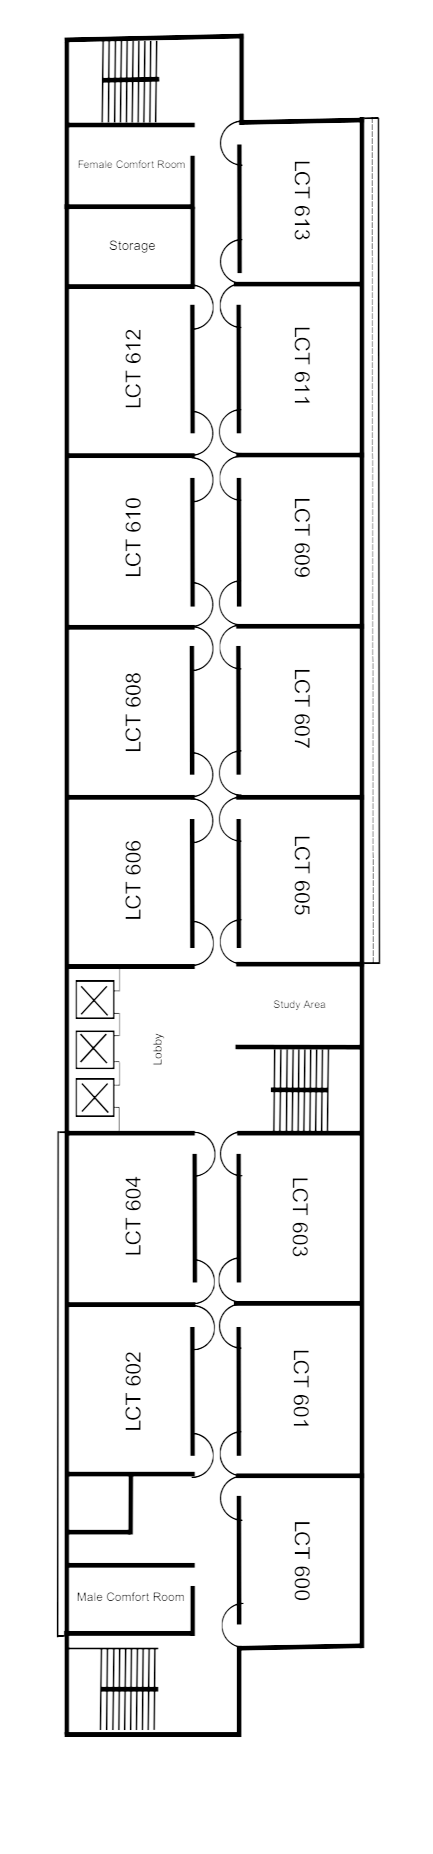 Female Comfort Room
LCT 613
Storage
LCT 612
LCT 611
LCT 610
LCT 609
LCT 608
LCT 607
LCT 606
LCT 605
Lobby
Study Area
LCT 604
LCT 603
LCT 602
LCT 601
LCT 600
Male Comfort Room